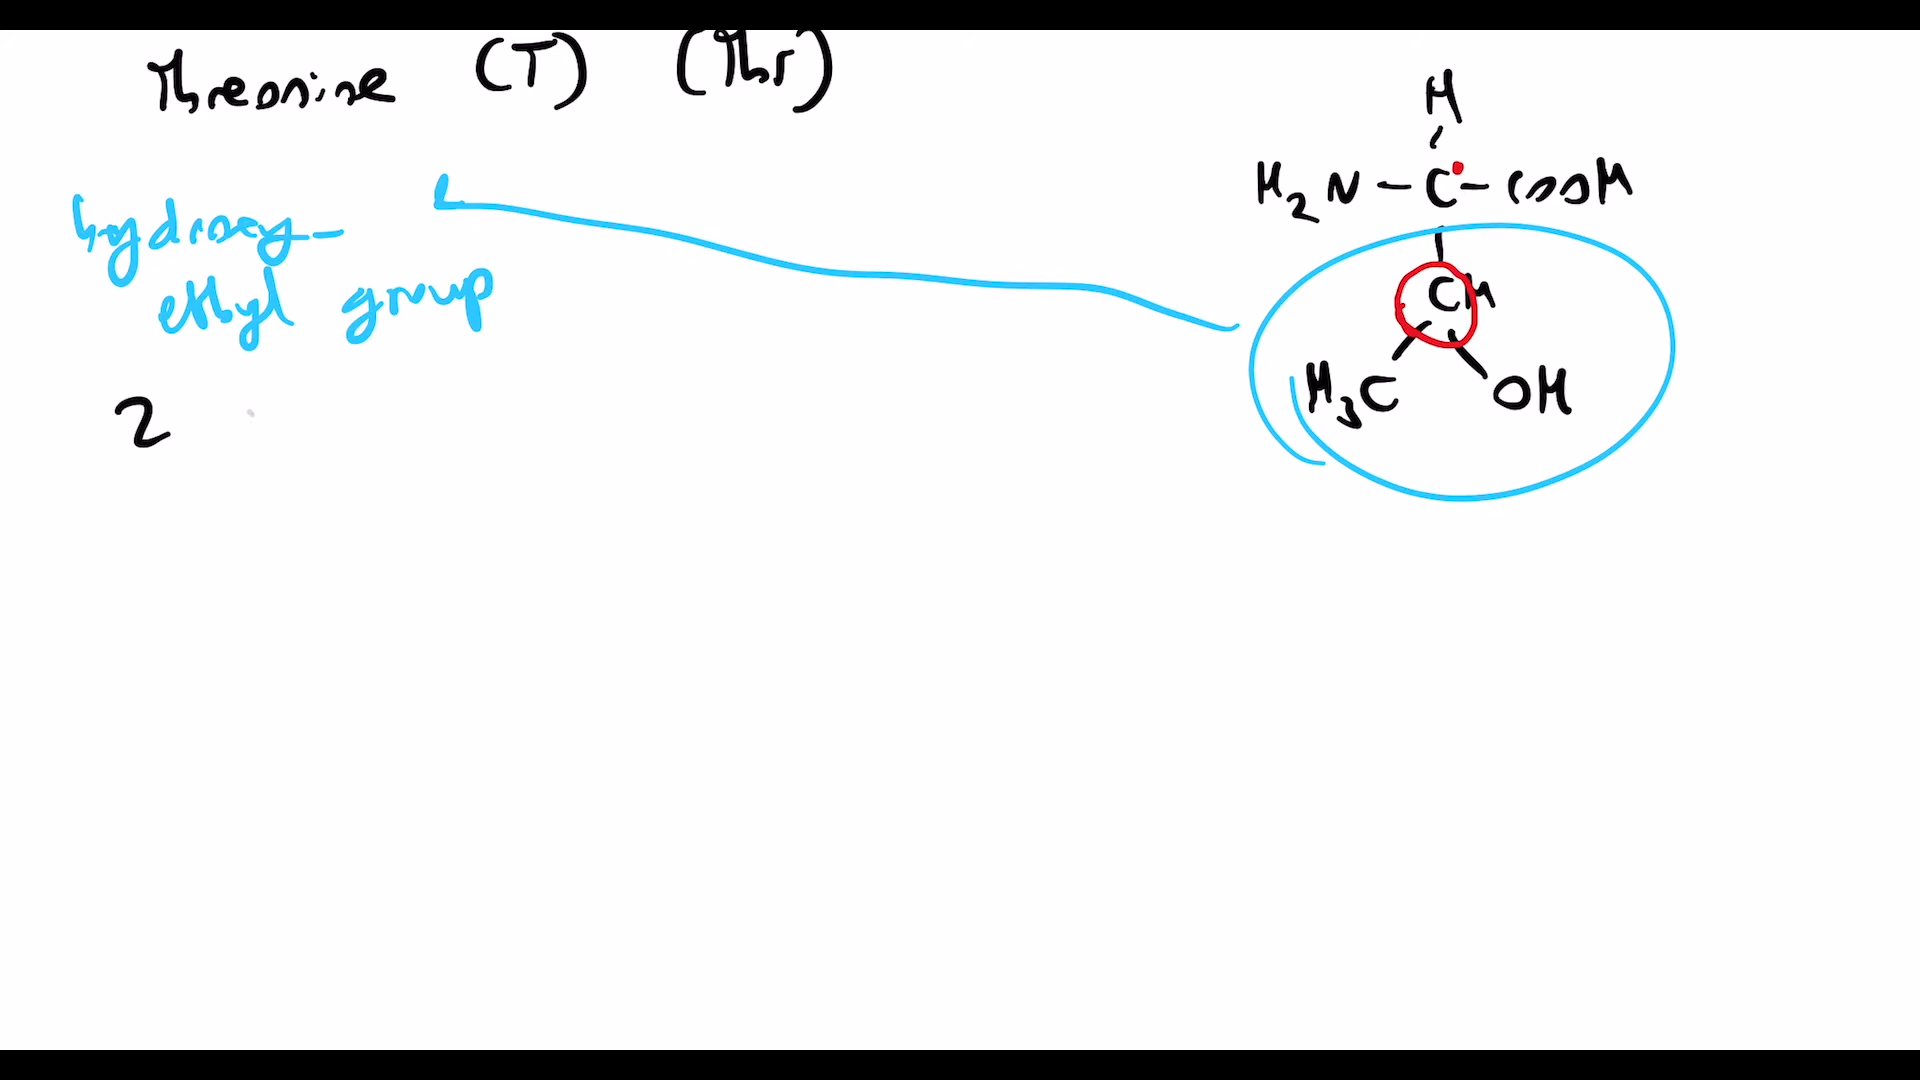 Threonine (T) (Thr)
hydroxy-
ethyl group
2
H
H2N - C - COOH
CH
H3C OH